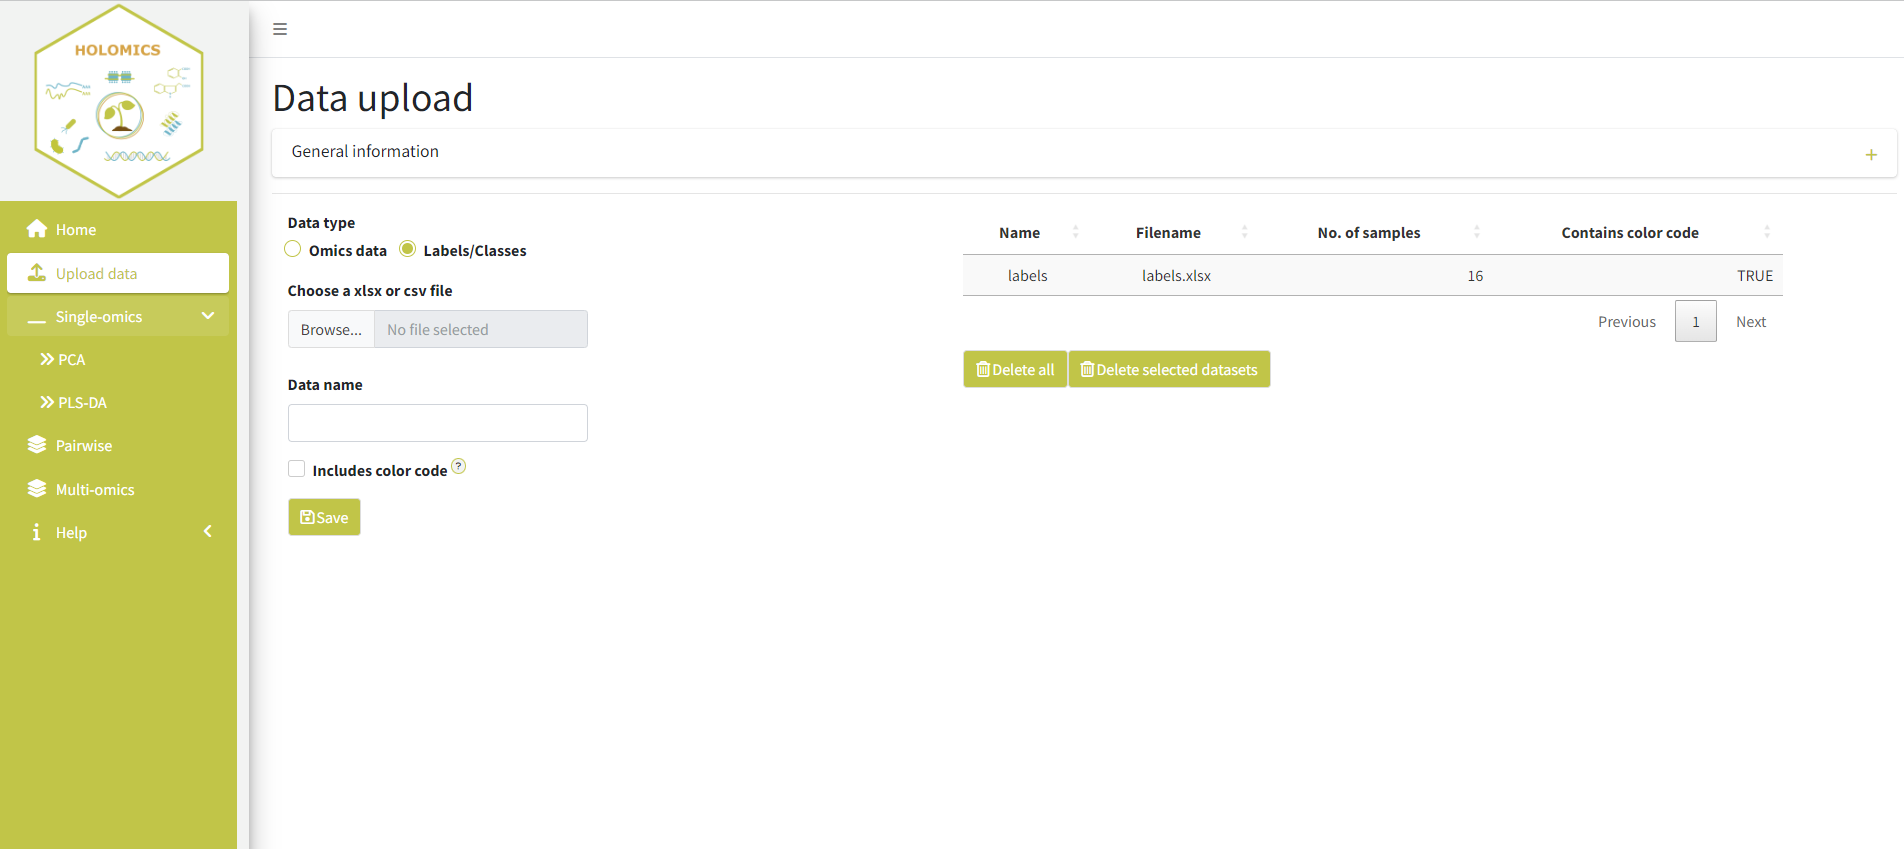 HOLOMICS
Home
Upload data
Single-omics
PCA
PLS-DA
Pairwise
Multi-omics
Help
Data upload
General information
Data type
Omics data Labels/Classes
Choose a xlsx or csv file
Browse... No file selected
Data name
Includes color code ?
Save
Name Filename No. of samples Contains color code
labels labels.xlsx 16 TRUE
Previous 1 Next
Delete all Delete selected datasets